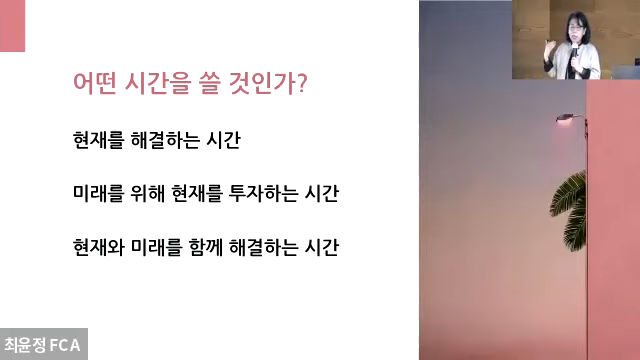 어떤 시간을 쓸 것인가?
현재를 해결하는 시간
미래를 위해 현재를 투자하는 시간
현재와 미래를 함께 해결하는 시간
최윤정 FCA